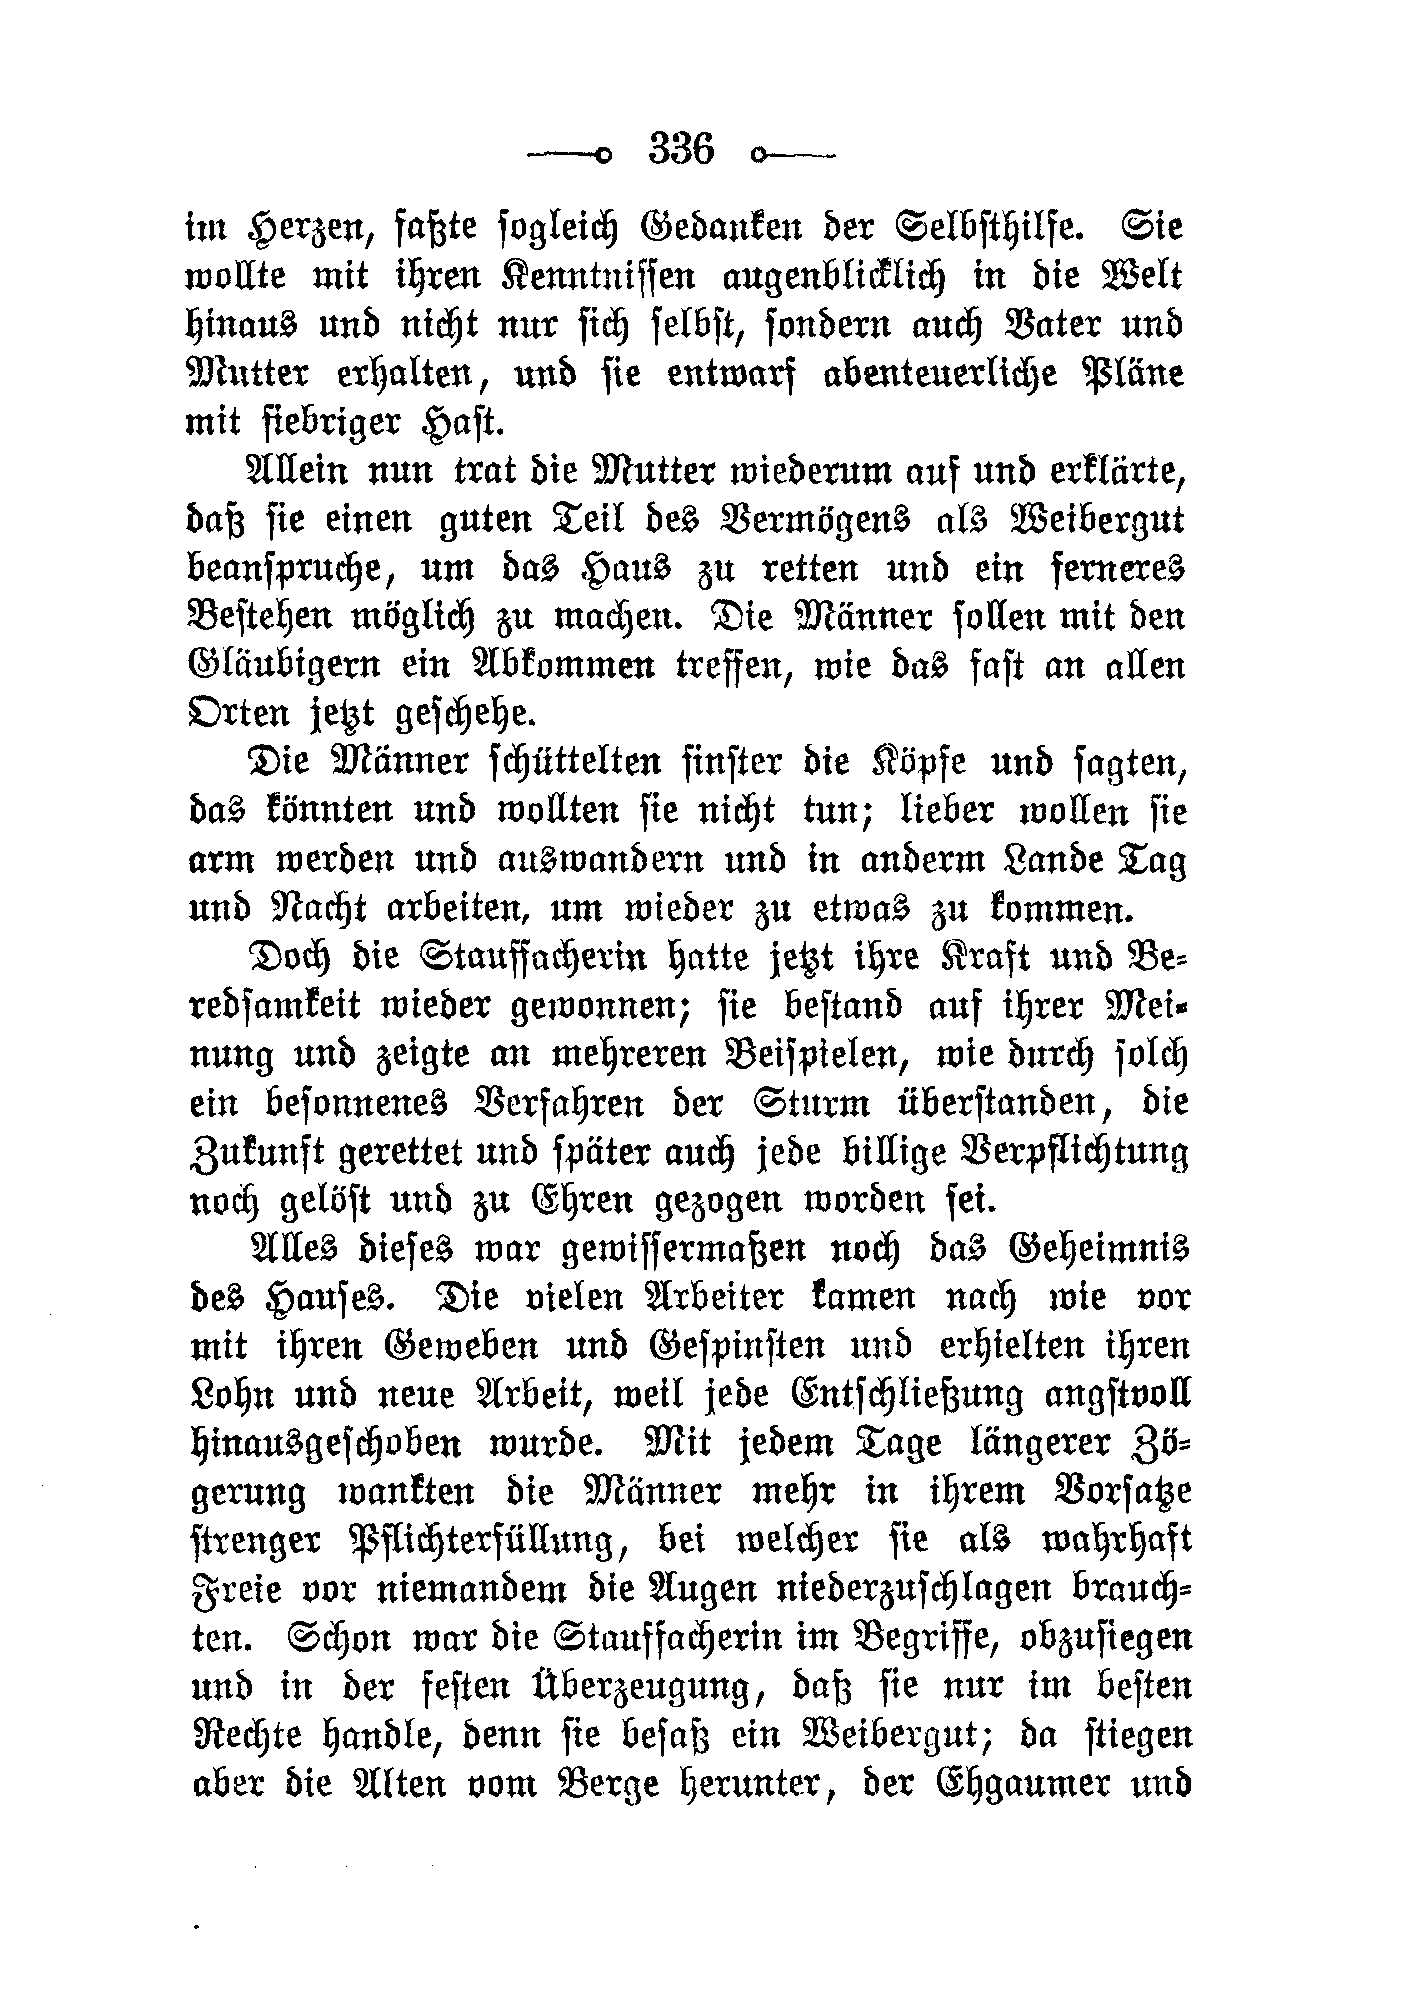 336
im Herzen, faßte sogleich Gedanken der Selbsthilfe. Sie
wollte mit ihren Kenntnissen augenblicklich in die Welt
hinaus und nicht nur sich selbst, sondern auch Vater und
Mutter erhalten, und sie entwarf abenteuerliche Pläne
mit fiebriger Hast.
Allein nun trat die Mutter wiederum auf und erklärte,
daß sie einen guten Teil des Vermögens als Weibergut
beanspruche, um das Haus zu retten und ein ferneres
Bestehen möglich zu machen. Die Männer sollen mit den
Gläubigern ein Abkommen treffen, wie das fast an allen
Orten jetzt geschehe.
Die Männer schüttelten finster die Köpfe und sagten,
das könnten und wollten sie nicht tun; lieber wollen sie
arm werden und auswandern und in anderm Lande Tag
und Nacht arbeiten, um wieder zu etwas zu kommen.
Doch die Stauffacherin hatte jetzt ihre Kraft und Be-
redsamkeit wieder gewonnen; sie bestand auf ihrer Mei-
nung und zeigte an mehreren Beispielen, wie durch solch
ein besonnenes Verfahren der Sturm überstanden, die
Zukunft gerettet und später auch jede billige Verpflichtung
noch gelöst und zu Ehren gezogen worden sei.
Alles dieses war gewissermaßen noch das Geheimnis
des Hauses. Die vielen Arbeiter kamen nach wie vor
mit ihren Geweben und Gespinsten und erhielten ihren
Lohn und neue Arbeit, weil jede Entschließung angstvoll
hinausgeschoben wurde. Mit jedem Tage längerer Zö-
gerung wankten die Männer mehr in ihrem Vorsatze
strenger Pflichterfüllung, bei welcher sie als wahrhaft
Freie vor niemandem die Augen niederzuschlagen brauch-
ten. Schon war die Stauffacherin im Begriffe, obzusiegen
und in der festen Überzeugung, daß sie nur im besten
Rechte handle, denn sie besaß ein Weibergut; da stiegen
aber die Alten vom Berge herunter, der Ehgaumer und